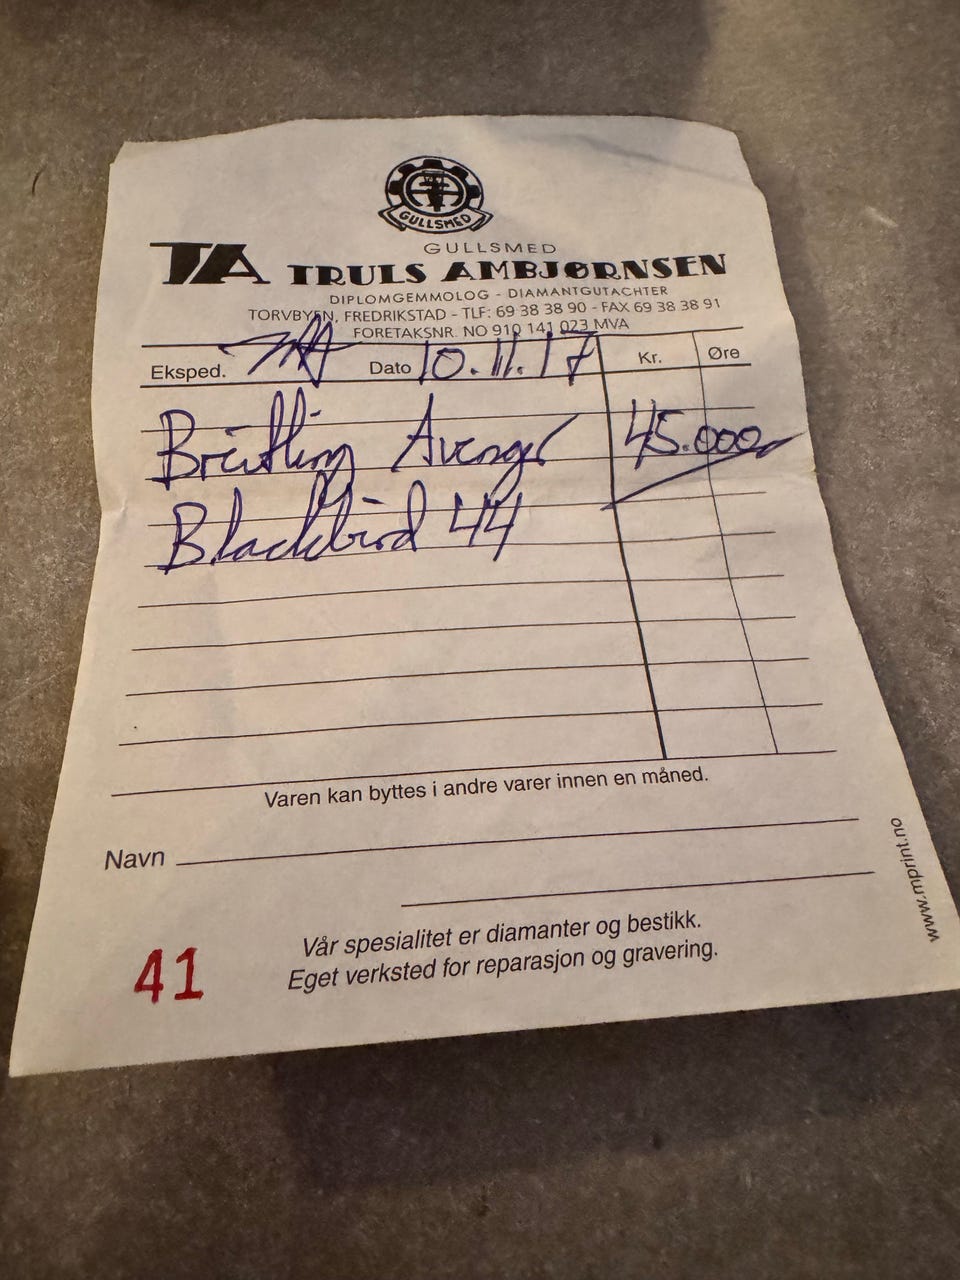 GULLSMED
GULLSMED
TA TRULS AMBJØRNSEN
DIPLOMGEMMOLOG - DIAMANTGUTACHTER
TORVBYEN, FREDRIKSTAD - TLF: 69 38 38 90 - FAX 69 38 38 91
FORETAKSNR. NO 910 141 023 MVA
Eksped. Dato 10.11.17 Kr. Øre
Breitling Avenger 45.000,
Blackbird 44
Varen kan byttes i andre varer innen en måned.
Navn
41
Vår spesialitet er diamanter og bestikk.
Eget verksted for reparasjon og gravering.
www.mprint.no